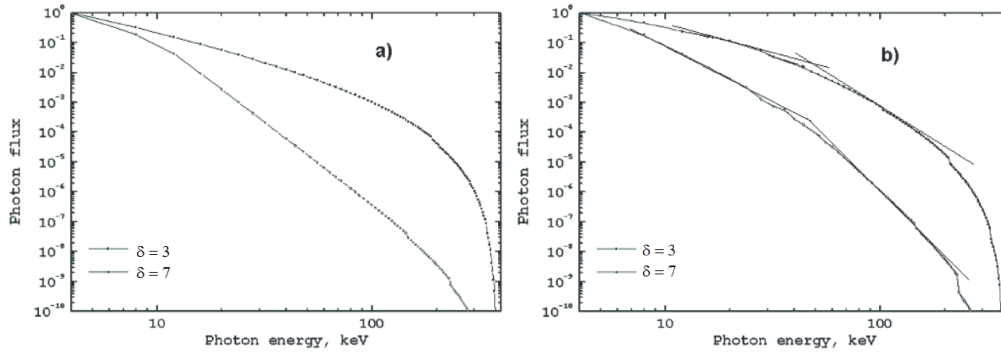 a)
Photon flux
10⁰
10⁻¹
10⁻²
10⁻³
10⁻⁴
10⁻⁵
10⁻⁶
10⁻⁷
10⁻⁸
10⁻⁹
10⁻¹⁰
δ = 3
δ = 7
10
100
Photon energy, keV
b)
Photon flux
10⁰
10⁻¹
10⁻²
10⁻³
10⁻⁴
10⁻⁵
10⁻⁶
10⁻⁷
10⁻⁸
10⁻⁹
10⁻¹⁰
δ = 3
δ = 7
10
100
Photon energy, keV